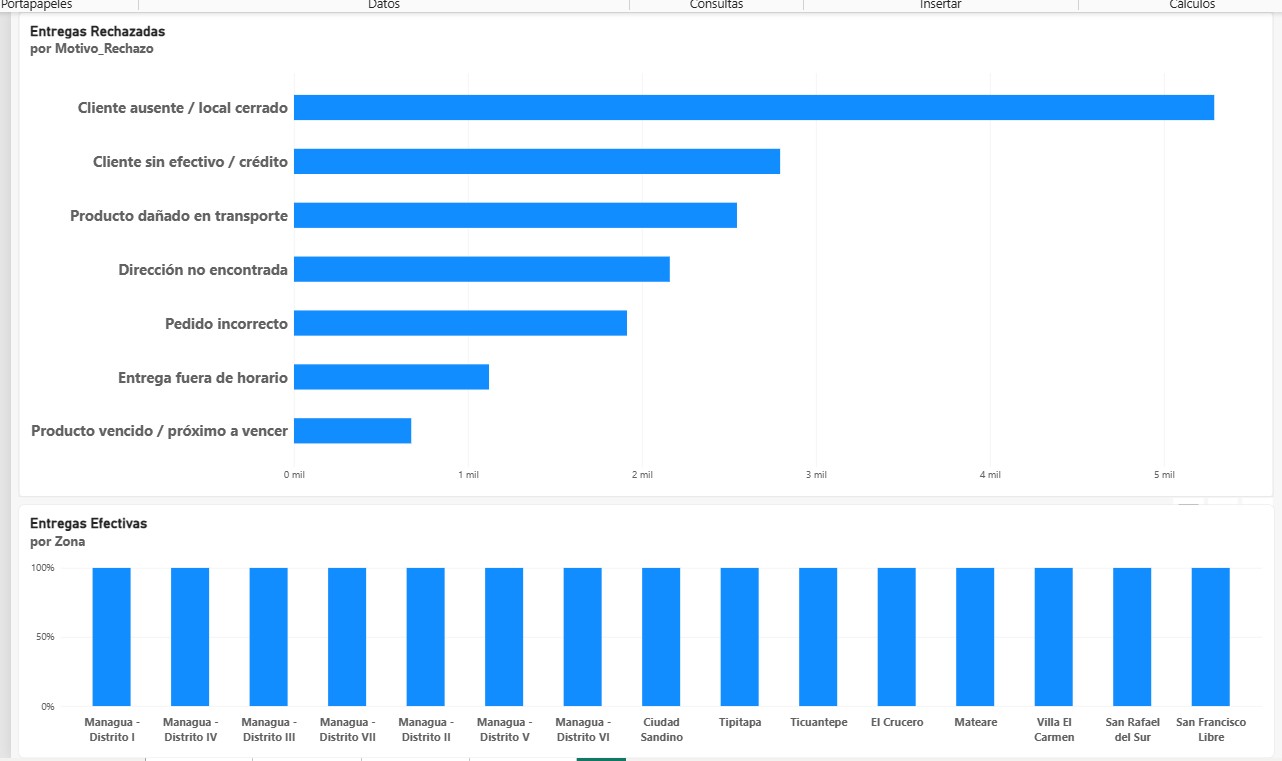 Portapapeles Datos Consultas Insertar Cálculos
Entregas Rechazadas
por Motivo_Rechazo
Cliente ausente / local cerrado
Cliente sin efectivo / crédito
Producto dañado en transporte
Dirección no encontrada
Pedido incorrecto
Entrega fuera de horario
Producto vencido / próximo a vencer
0 mil 1 mil 2 mil 3 mil 4 mil 5 mil
Entregas Efectivas
por Zona
100%
50%
0%
Managua - Managua - Managua - Managua - Managua - Managua - Managua - Ciudad Tipitapa Ticuantepe El Crucero Mateare Villa El San Rafael San Francisco
Distrito I Distrito IV Distrito III Distrito VII Distrito II Distrito V Distrito VI Sandino Carmen del Sur Libre